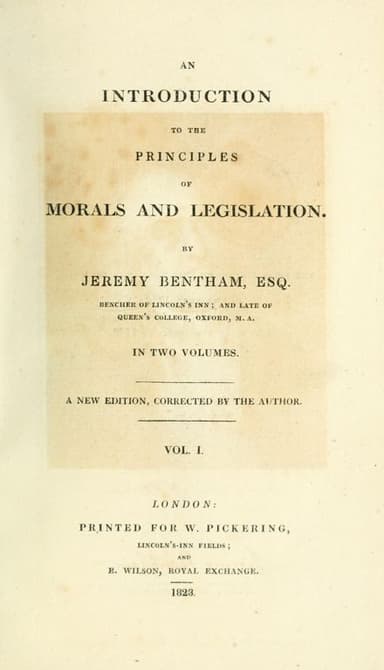 AN
INTRODUCTION
TO THE
PRINCIPLES
OF
MORALS AND LEGISLATION.
BY
JEREMY BENTHAM, ESQ.
BENCHER OF LINCOLN'S INN; AND LATE OF
QUEEN'S COLLEGE, OXFORD, M.A.
IN TWO VOLUMES.
A NEW EDITION, CORRECTED BY THE AUTHOR.
VOL. I.
LONDON:
PRINTED FOR W. PICKERING,
LINCOLN'S-INN FIELDS;
AND
E. WILSON, ROYAL EXCHANGE.
1823.